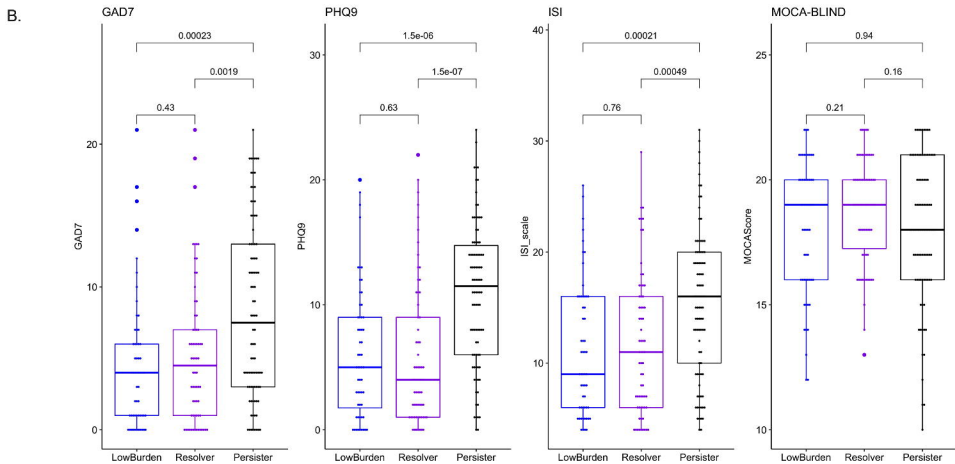 B.
GAD7
0.00023
0.0019
0.43
20
10
0
GAD7
LowBurden Resolver Persister
PHQ9
30
1.5e-06
1.5e-07
0.63
20
10
0
PHQ9
LowBurden Resolver Persister
ISI
40
0.00021
0.00049
0.76
30
20
10
ISI_scale
LowBurden Resolver Persister
MOCA-BLIND
25
0.94
0.16
0.21
20
15
10
MOCAScore
LowBurden Resolver Persister